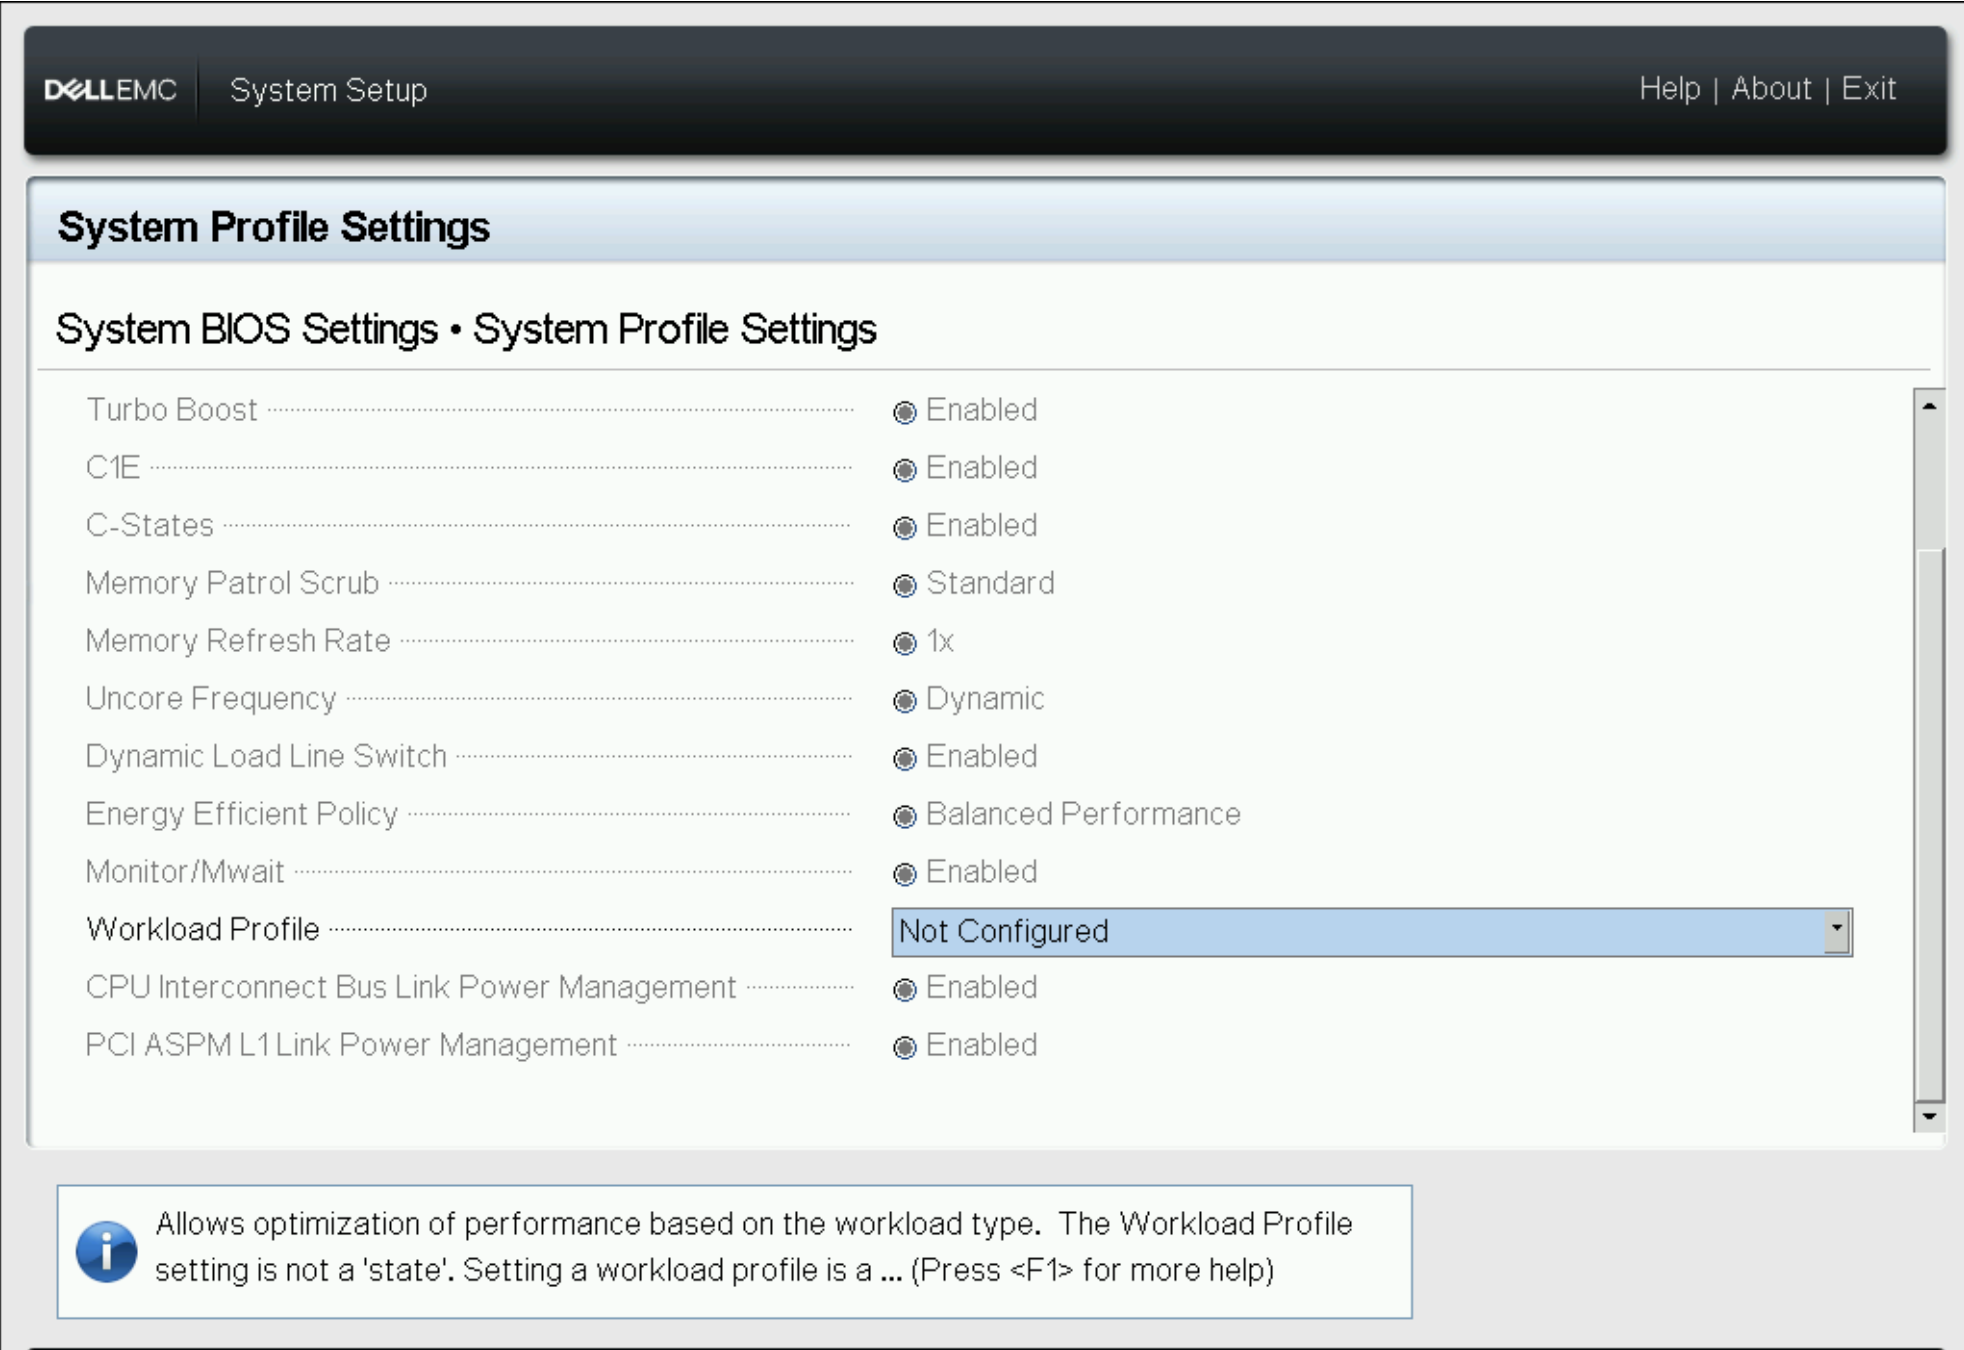 DELLEMC System Setup Help | About | Exit
System Profile Settings
System BIOS Settings • System Profile Settings
Turbo Boost Enabled
C1E Enabled
C-States Enabled
Memory Patrol Scrub Standard
Memory Refresh Rate 1x
Uncore Frequency Dynamic
Dynamic Load Line Switch Enabled
Energy Efficient Policy Balanced Performance
Monitor/Mwait Enabled
Workload Profile Not Configured
CPU Interconnect Bus Link Power Management Enabled
PCI ASPM L1 Link Power Management Enabled
Allows optimization of performance based on the workload type. The Workload Profile
setting is not a 'state'. Setting a workload profile is a ... (Press <F1> for more help)